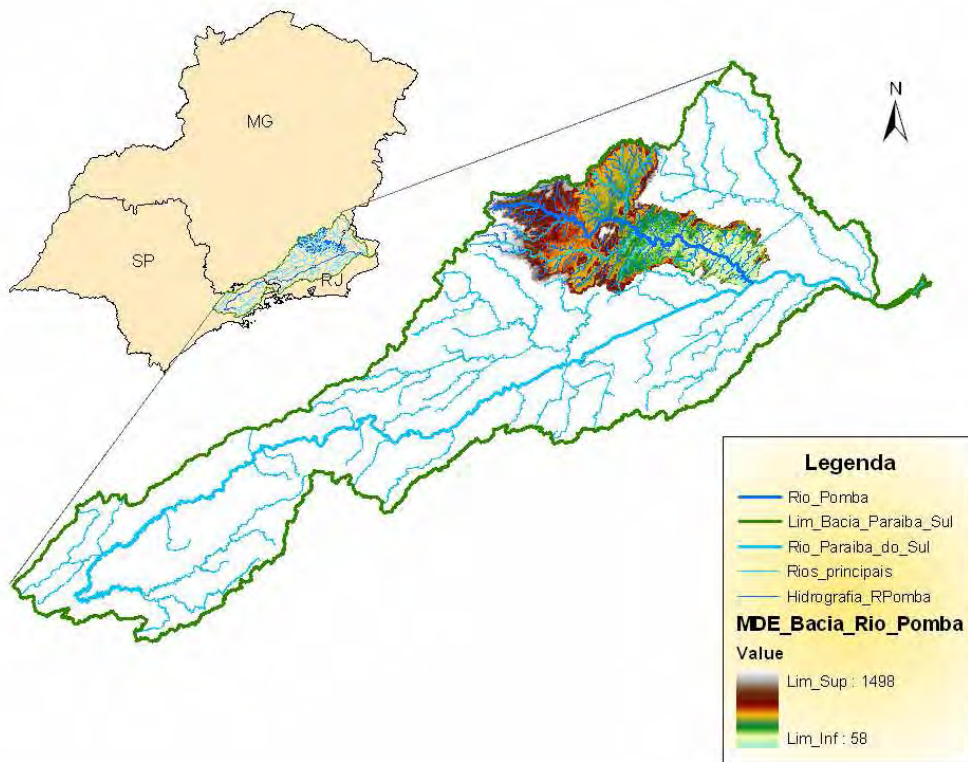 MG
SP
RJ
N
Legenda
Rio_Pomba
Lim_Bacia_Paraiba_Sul
Rio_Paraiba_do_Sul
Rios_principais
Hidrografia_RPomba
MDE_Bacia_Rio_Pomba
Value
Lim_Sup : 1498
Lim_Inf : 58